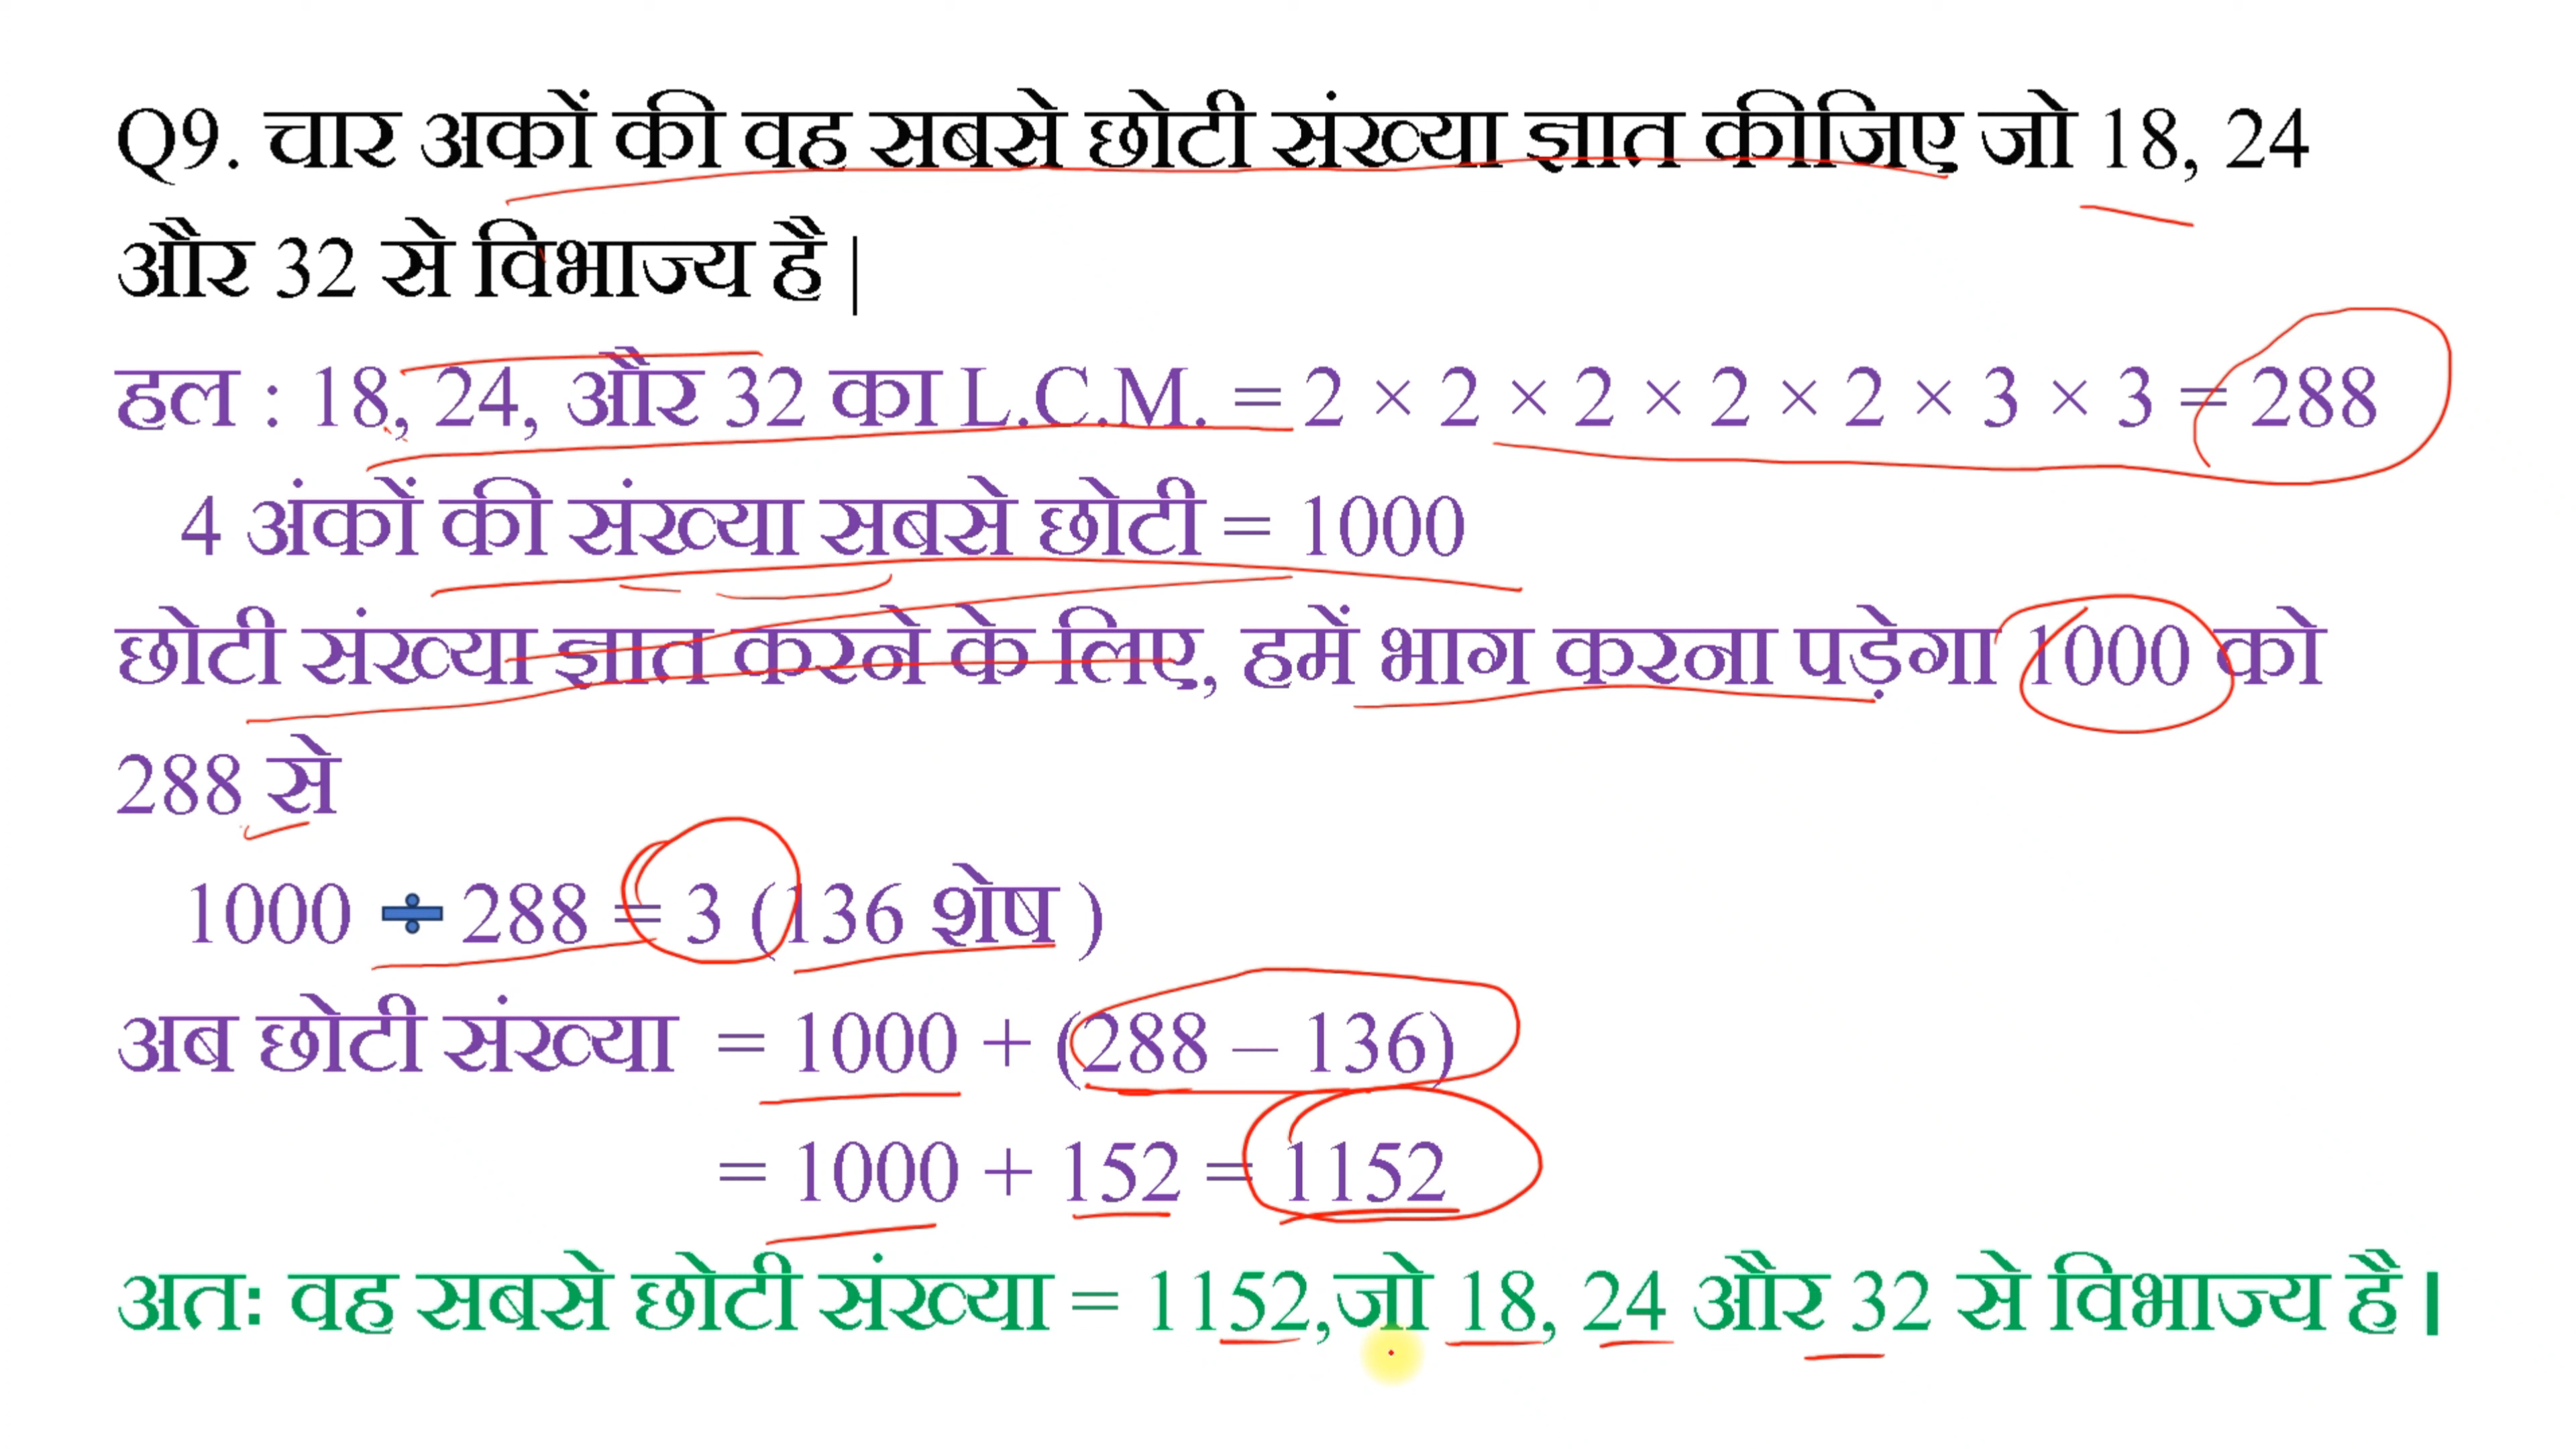 Q9. चार अकों की वह सबसे छोटी संख्या ज्ञात कीजिए जो 18, 24
और 32 से विभाज्य है |
हल : 18, 24, और 32 का L.C.M. = 2 × 2 × 2 × 2 × 2 × 3 × 3 = 288
4 अंकों की संख्या सबसे छोटी = 1000
छोटी संख्या ज्ञात करने के लिए, हमें भाग करना पड़ेगा 1000 को
288 से
1000 ÷ 288 = 3 (136 शेष )
अब छोटी संख्या = 1000 + (288 – 136)
= 1000 + 152 = 1152
अतः वह सबसे छोटी संख्या = 1152,जो 18, 24 और 32 से विभाज्य है।